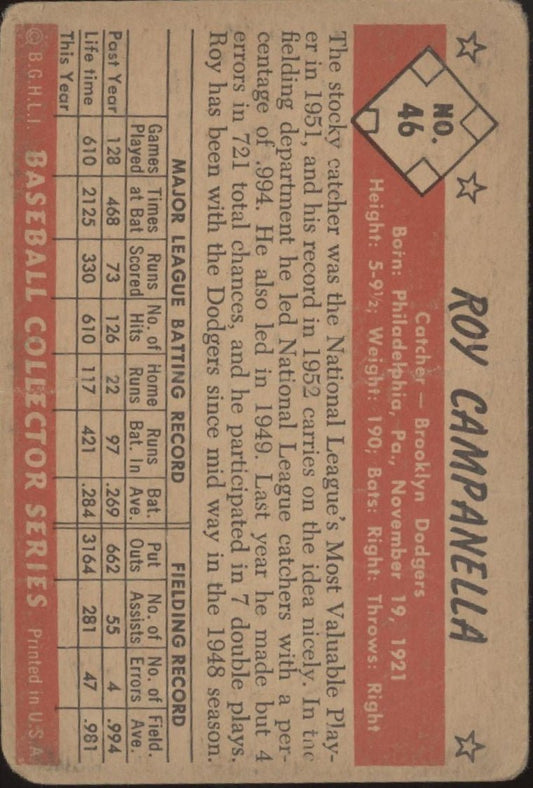 NO.
46
ROY CAMPANELLA
Catcher — Brooklyn Dodgers
Born: Philadelphia, Pa., November 19, 1921
Height: 5-9½; Weight: 190; Bats: Right: Throws: Right
The stocky catcher was the National League's Most Valuable Play-
er in 1951, and his record in 1952 carries on the idea nicely. In the
fielding department he led National League catchers with a per-
centage of .994. He also led in 1949. Last year he made but 4
errors in 721 total chances, and he participated in 7 double plays.
Roy has been with the Dodgers since mid way in the 1948 season.
MAJOR LEAGUE BATTING RECORD FIELDING RECORD
Games Times Runs No. of Home Runs Bat. Put No. of No. of Field.
Played at Bat Scored Hits Runs Bat. In Ave. Outs Assists Errors Ave.
Past Year 128 468 73 126 22 97 .269 662 55 4 .994
Life time 610 2125 330 610 117 421 .284 3164 281 47 .981
This Year
© B.G.H.L.I. BASEBALL COLLECTOR SERIES Printed in U.S.A.